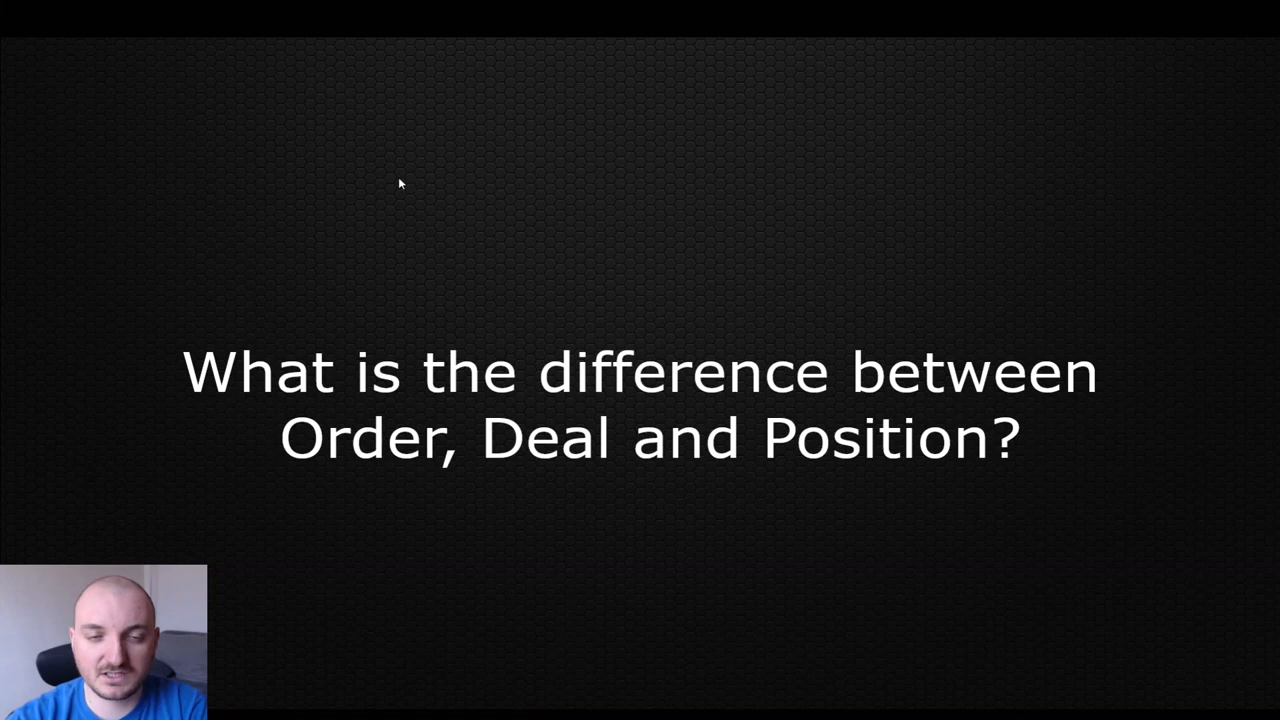 What is the difference between
Order, Deal and Position?